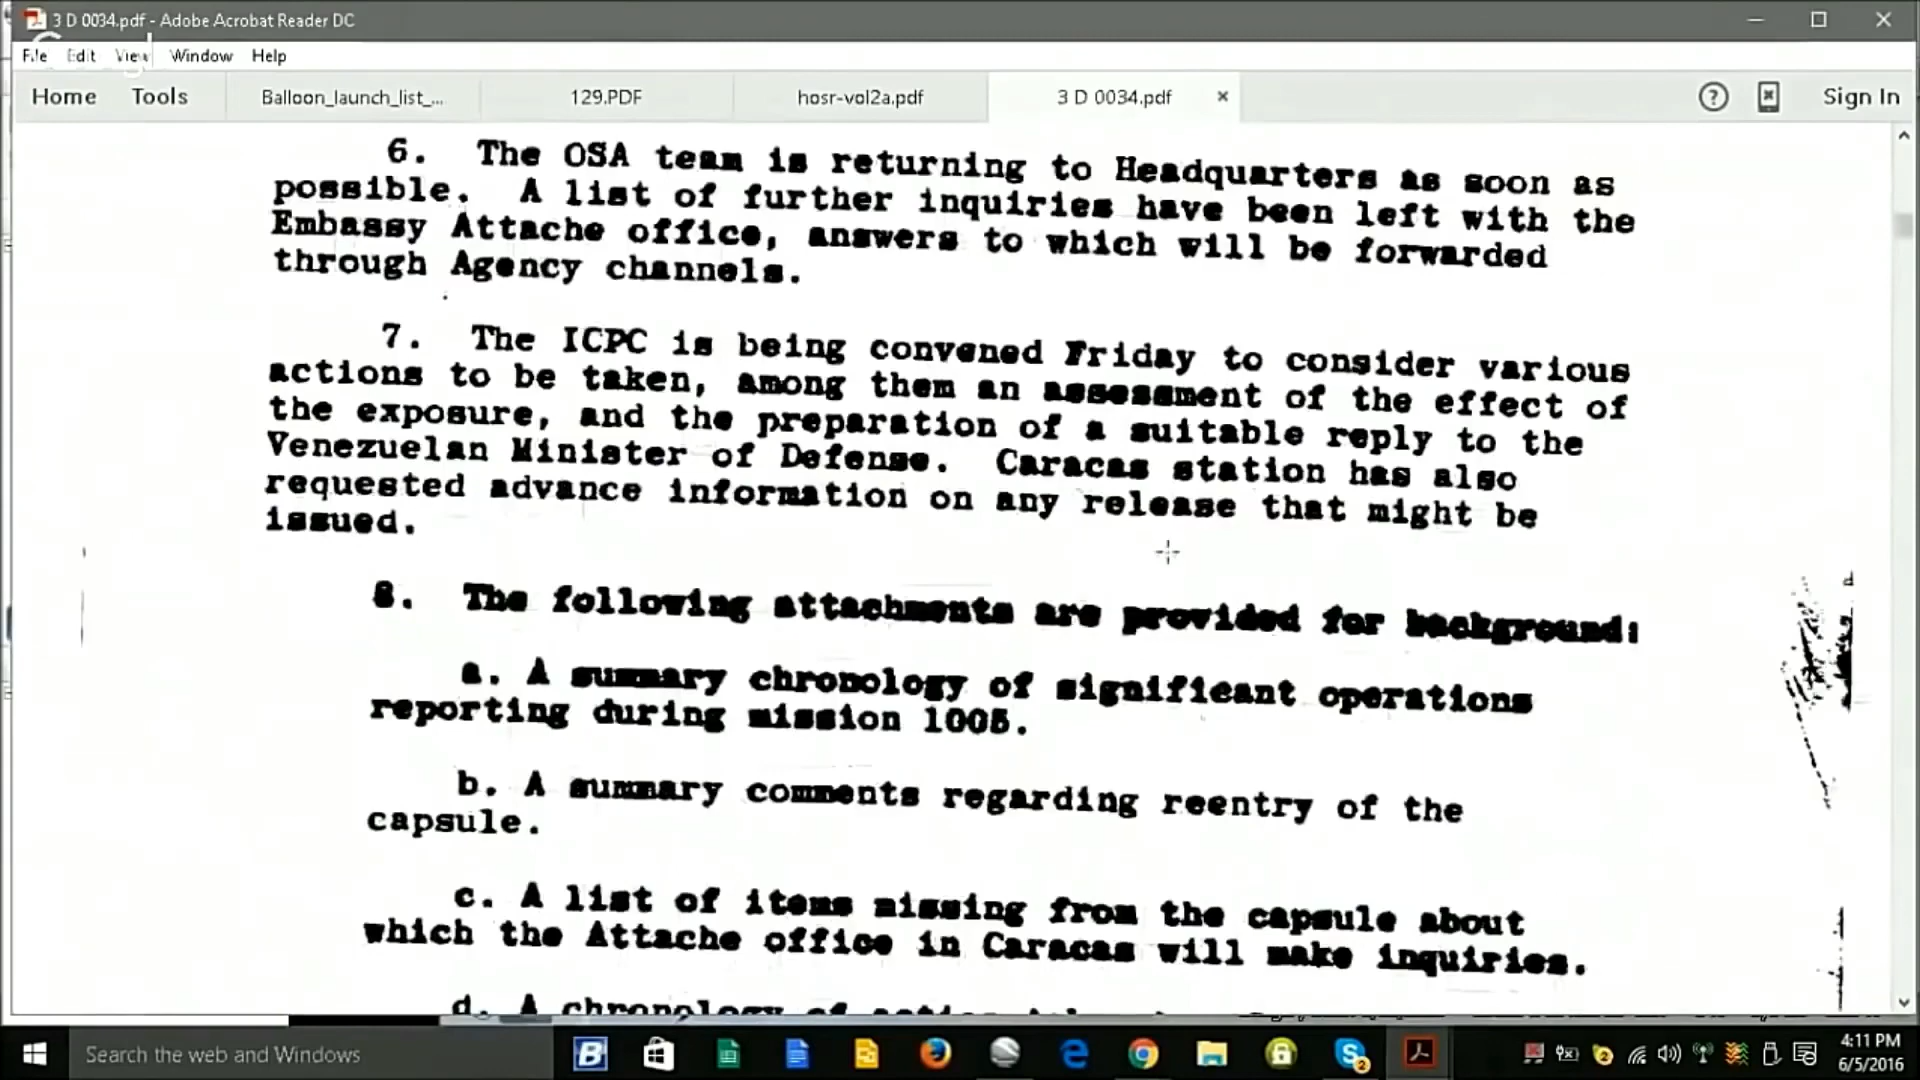 3 D 0034.pdf - Adobe Acrobat Reader DC
File Edit View Window Help
Home Tools Balloon_launch_list_... 129.PDF hosr-vol2a.pdf 3 D 0034.pdf × ? Sign In
6. The OSA team is returning to Headquarters as soon as
possible. A list of further inquiries have been left with the
Embassy Attache office, answers to which will be forwarded
through Agency channels.
7. The ICPC is being convened Friday to consider various
actions to be taken, among them an assessment of the effect of
the exposure, and the preparation of a suitable reply to the
Venezuelan Minister of Defense. Caracas station has also
requested advance information on any release that might be
issued.
8. The following attachments are provided for background:
a. A summary chronology of significant operations
reporting during mission 1005.
b. A summary comments regarding reentry of the
capsule.
c. A list of items missing from the capsule about
which the Attache office in Caracas will make inquiries.
d. A chronology of action
Search the web and Windows
4:11 PM
6/5/2016